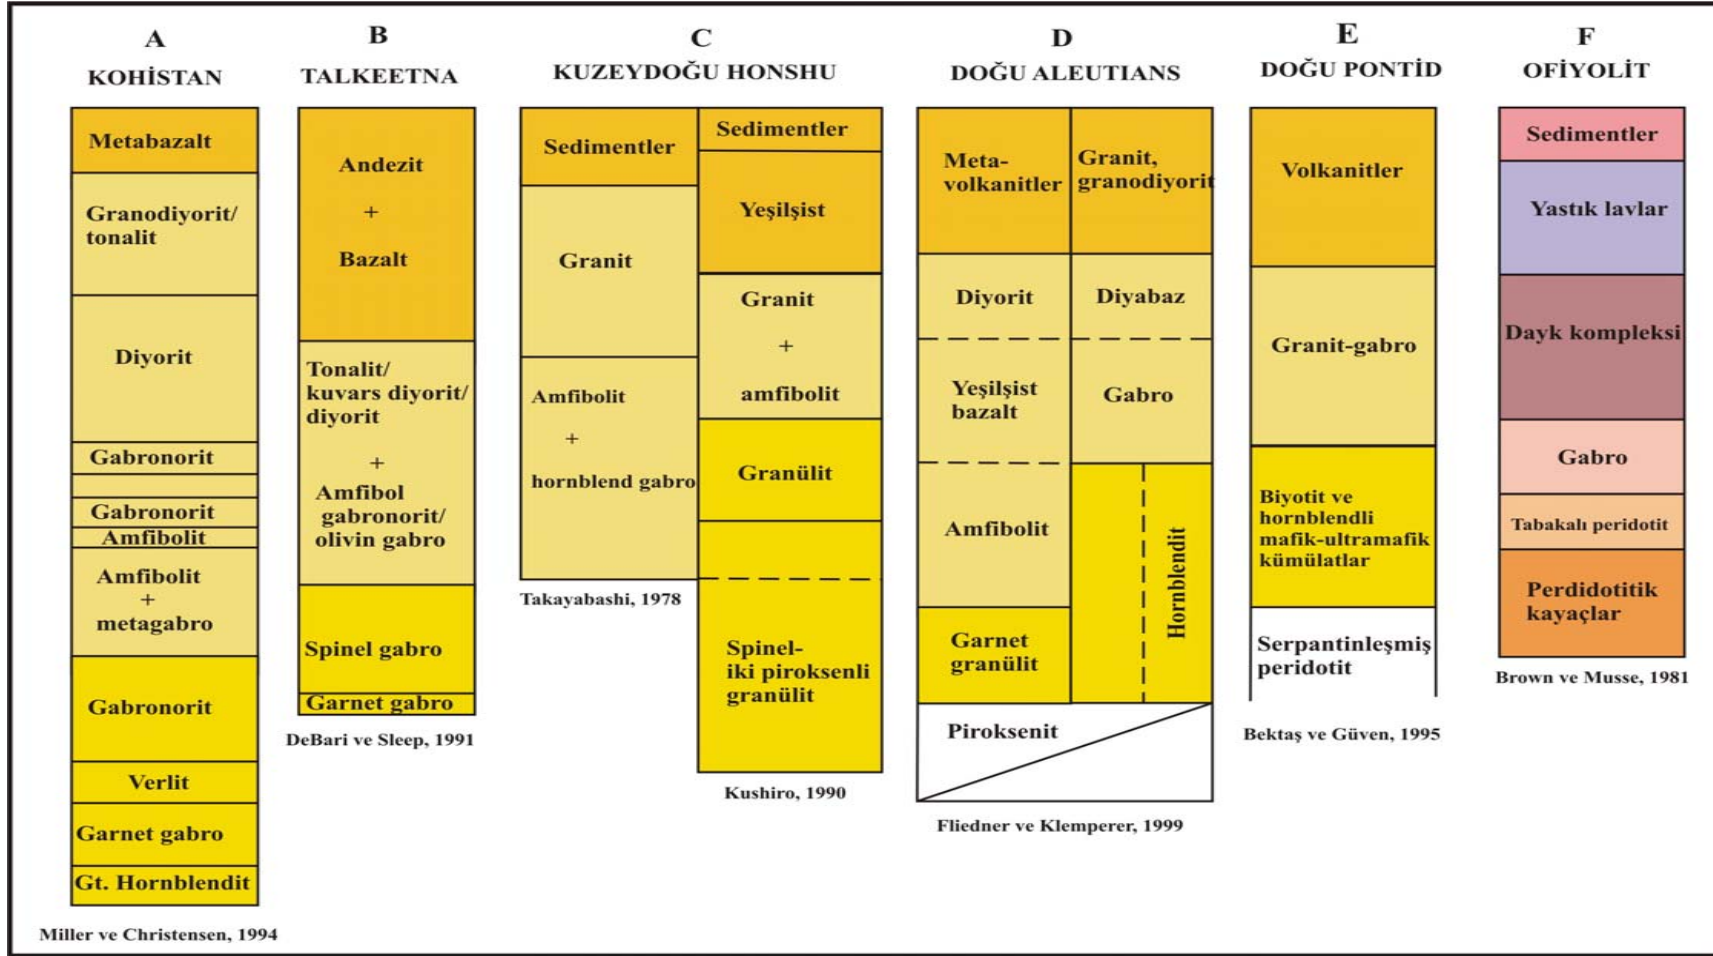 A
KOHİSTAN
Metabazalt
Granodiyorit/
tonalit
Diyorit
Gabronorit
Gabronorit
Amfibolit
Amfibolit
+
metagabro
Gabronorit
Verlit
Garnet gabro
Gt. Hornblendit
Miller ve Christensen, 1994
B
TALKEETNA
Andezit
+
Bazalt
Tonalit/
kuvars diyorit/
diyorit
+
Amfibol
gabronorit/
olivin gabro
Spinel gabro
Garnet gabro
DeBari ve Sleep, 1991
C
KUZEYDOĞU HONSHU
Sedimentler
Granit
Amfibolit
+
hornblend gabro
Takayabashi, 1978
Sedimentler
Yeşilşist
Granit
+
amfibolit
Granülit
Spinel-
iki piroksenli
granülit
Kushiro, 1990
D
DOĞU ALEUTIANS
Meta-
volkanitler
Diyorit
Yeşilşist
bazalt
Amfibolit
Garnet
granülit
Granit,
granodiyorit
Diyabaz
Gabro
Hornblendit
Piroksenit
Fliedner ve Klemperer, 1999
E
DOĞU PONTİD
Volkanitler
Granit-gabro
Biyotit ve
hornblendli
mafik-ultramafik
kümülatlar
Serpantinleşmiş
peridotit
Bektaş ve Güven, 1995
F
OFİYOLİT
Sedimentler
Yastık lavlar
Dayk kompleksi
Gabro
Tabakalı peridotit
Perdidotitik
kayaçlar
Brown ve Musse, 1981